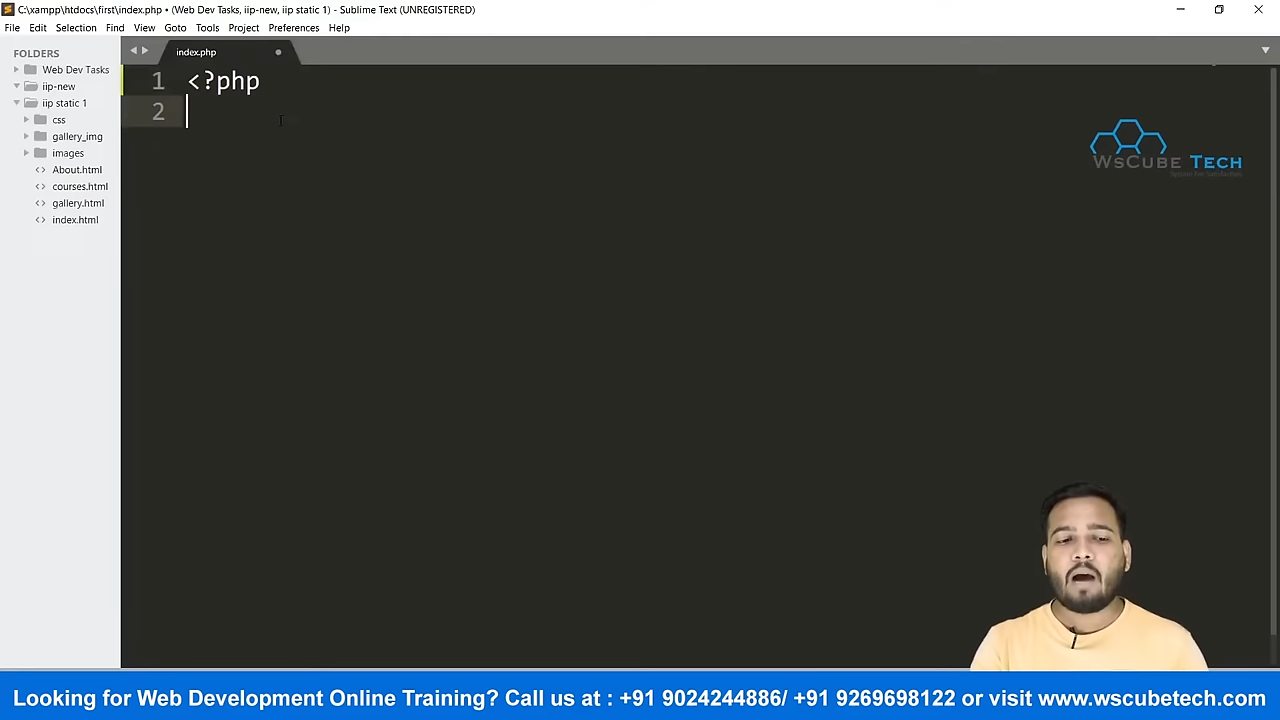 C:\xampp\htdocs\first\index.php • (Web Dev Tasks, iip-new, iip static 1) - Sublime Text (UNREGISTERED)
File Edit Selection Find View Goto Tools Project Preferences Help
FOLDERS
Web Dev Tasks
iip-new
iip static 1
css
gallery_img
images
About.html
courses.html
gallery.html
index.html
index.php
1 <?php
2
WsCube Tech
Looking for Web Development Online Training? Call us at : +91 9024244886/ +91 9269698122 or visit www.wscubetech.com